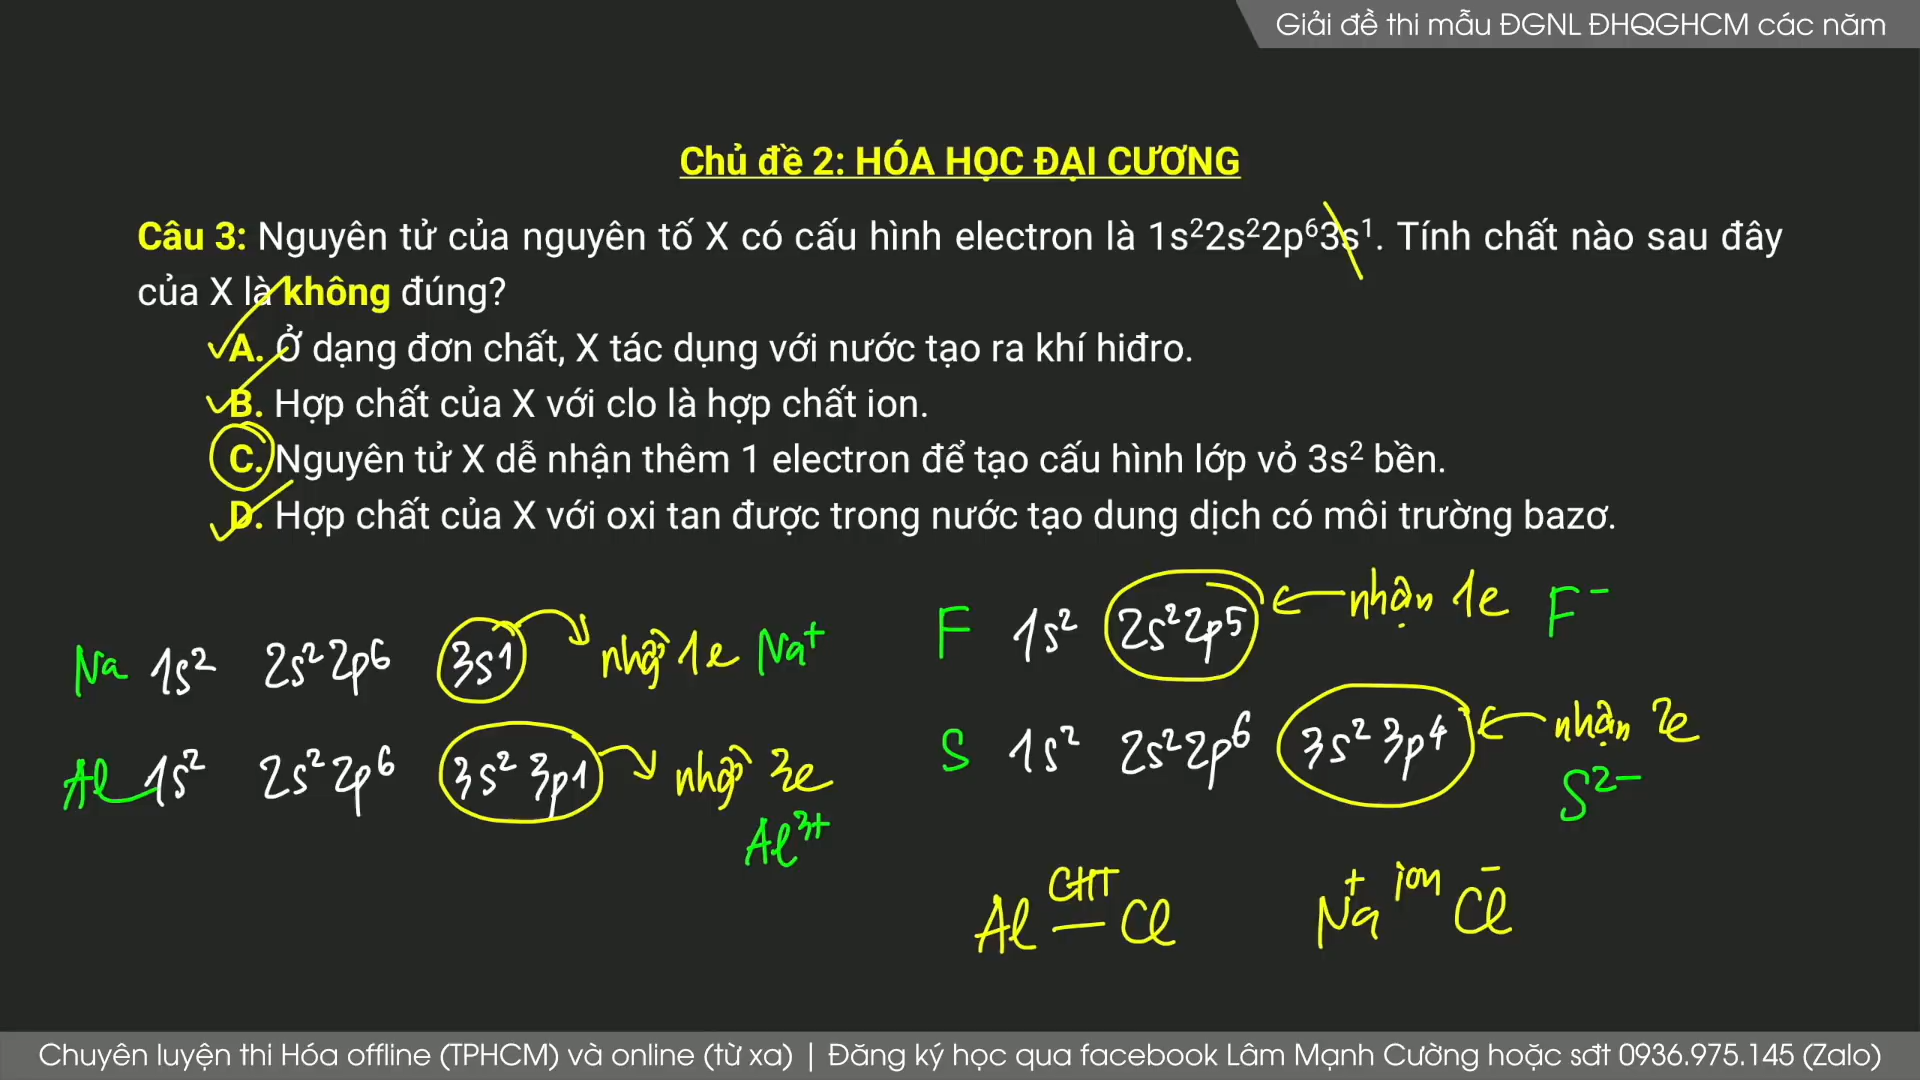 Giải đề thi mẫu ĐGNL ĐHQGHCM các năm
Chủ đề 2: HÓA HỌC ĐẠI CƯƠNG
Câu 3: Nguyên tử của nguyên tố X có cấu hình electron là 1s²2s²2p⁶3s¹. Tính chất nào sau đây
của X là không đúng?
A. Ở dạng đơn chất, X tác dụng với nước tạo ra khí hiđro.
B. Hợp chất của X với clo là hợp chất ion.
C. Nguyên tử X dễ nhận thêm 1 electron để tạo cấu hình lớp vỏ 3s² bền.
D. Hợp chất của X với oxi tan được trong nước tạo dung dịch có môi trường bazơ.
Na 1s² 2s²2p⁶ 3s1 1e Na⁺
Al 1s² 2s²2p⁶ 3s² 3p1 3e
Al³⁺
F 1s² 2s²2p5 nhận 1e F⁻
S 1s² 2s²2p⁶ 3s² 3p⁴ nhận 2e
S²⁻
Al CHT — Cl Na⁺ ion Cl⁻
Chuyên luyện thi Hóa offline (TPHCM) và online (từ xa) | Đăng ký học qua facebook Lâm Mạnh Cường hoặc sđt 0936.975.145 (Zalo)